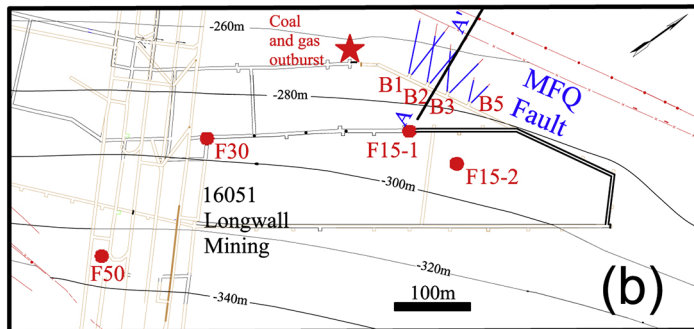 -260m
Coal
and gas
outburst
A'
-280m
B1
B2
B3
B5
MFQ
Fault
A
F30
F15-1
F15-2
16051
Longwall
Mining
-300m
F50
-320m
-340m
100m
(b)